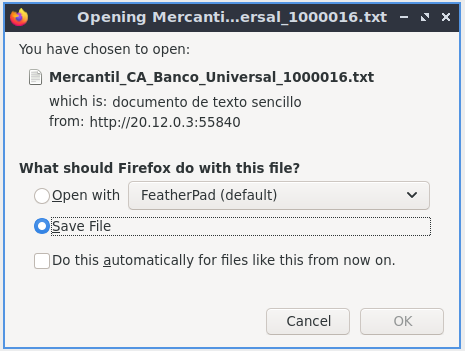 Opening Mercanti...ersal_1000016.txt
You have chosen to open:
Mercantil_CA_Banco_Universal_1000016.txt
which is: documento de texto sencillo
from: http://20.12.0.3:55840
What should Firefox do with this file?
Open with FeatherPad (default)
Save File
Do this automatically for files like this from now on.
Cancel OK